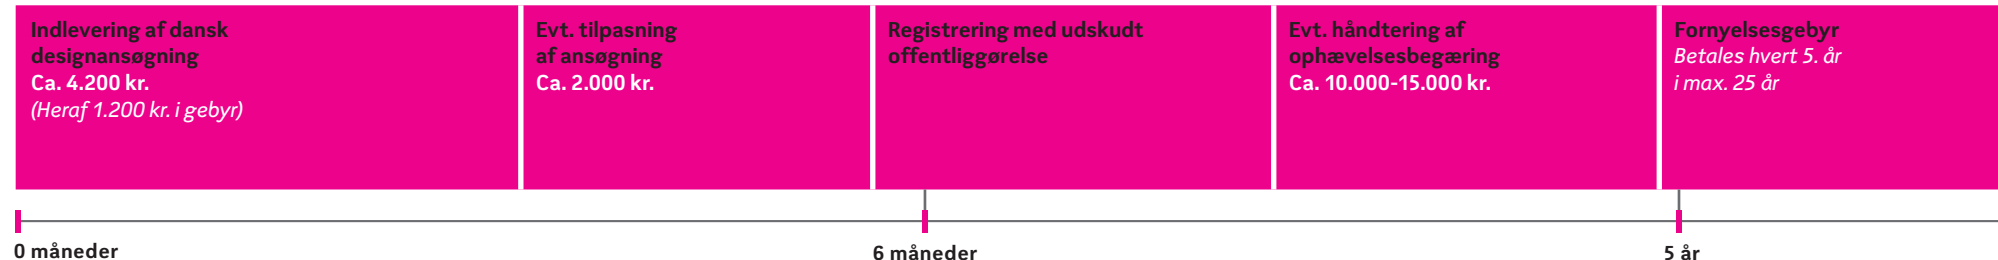 Indlevering af dansk
designansøgning
Ca. 4.200 kr.
(Heraf 1.200 kr. i gebyr)
Evt. tilpasning
af ansøgning
Ca. 2.000 kr.
Registrering med udskudt
offentliggørelse
Evt. håndtering af
ophævelsesbegæring
Ca. 10.000-15.000 kr.
Fornyelsesgebyr
Betales hvert 5. år
i max. 25 år
0 måneder
6 måneder
5 år